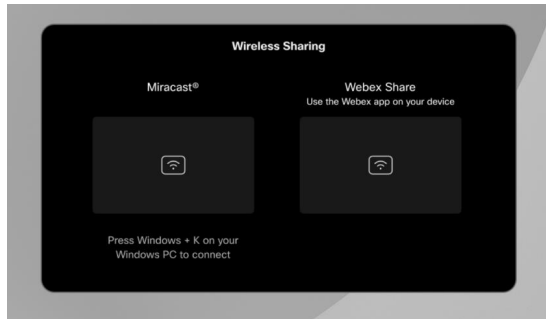 Wireless Sharing
Miracast®
Webex Share
Use the Webex app on your device
Press Windows + K on your
Windows PC to connect